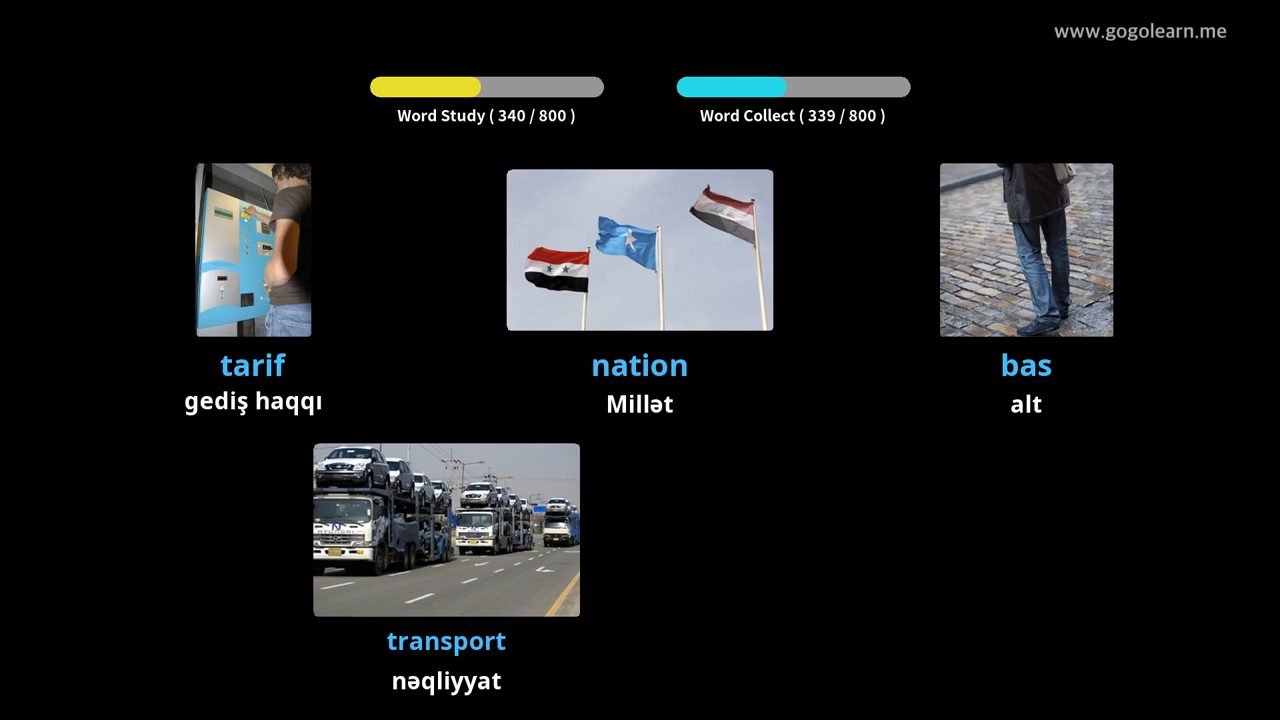 www.gogolearn.me
Word Study ( 340 / 800 )
Word Collect ( 339 / 800 )
tarif
gediş haqqı
nation
Millət
bas
alt
transport
nəqliyyat